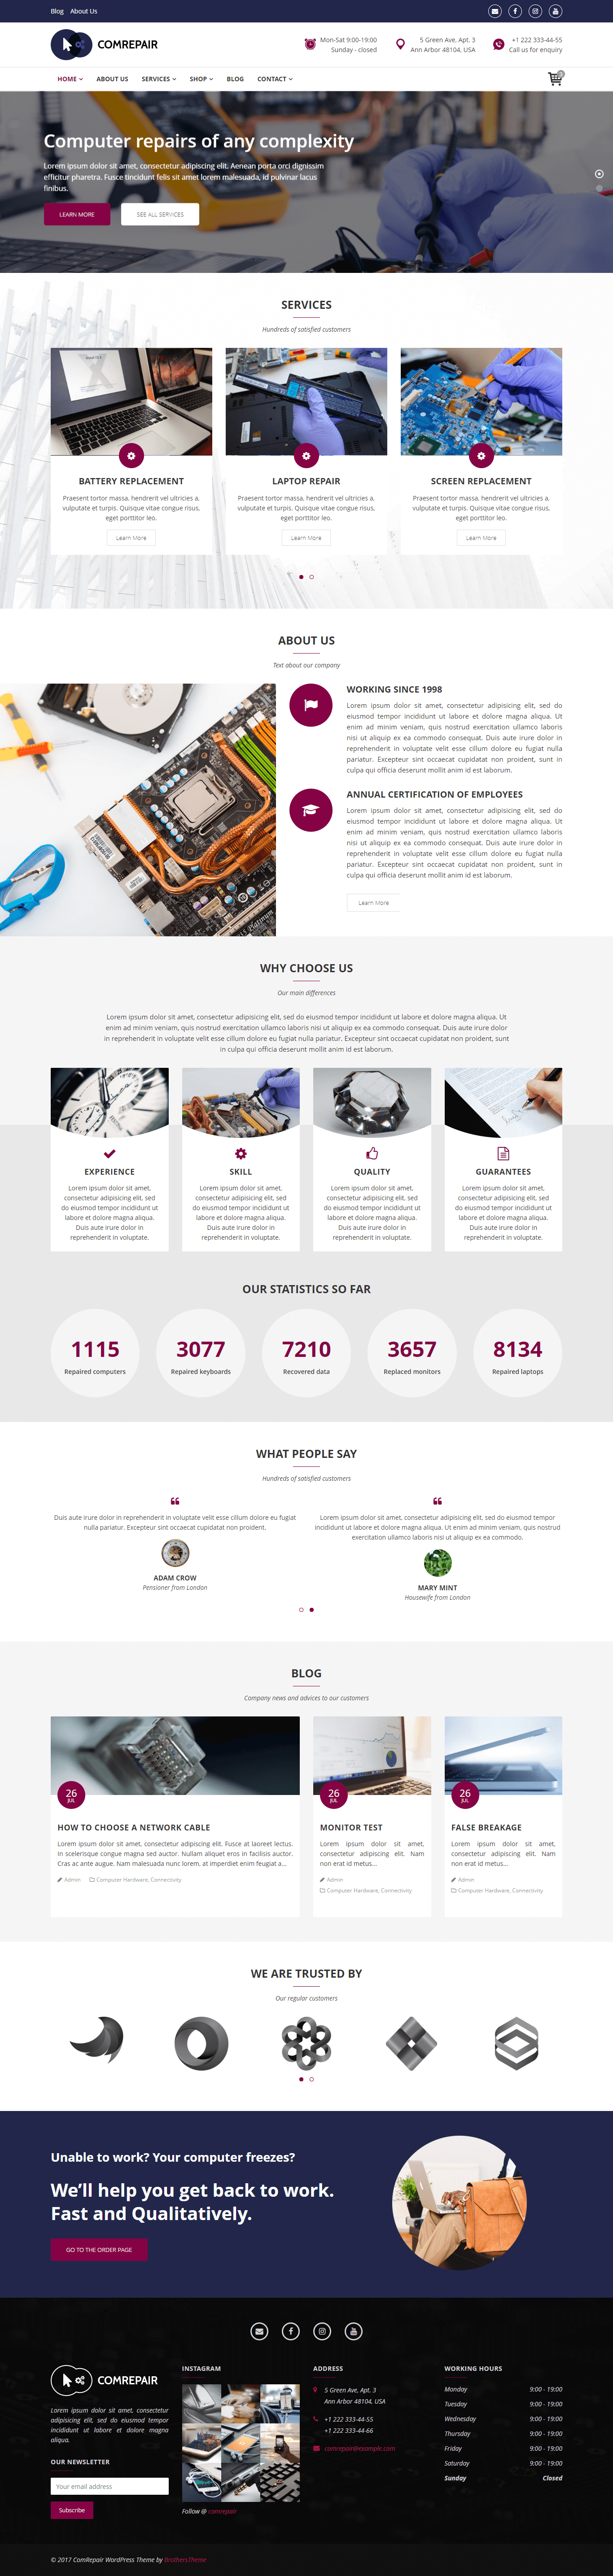 Blog About Us
COMREPAIR
Mon-Sat 9:00-19:00
Sunday - closed
5 Green Ave, Apt. 3
Ann Arbor 48104, USA
+1 222 333-44-55
Call us for enquiry
HOME ABOUT US SERVICES SHOP BLOG CONTACT
Computer repairs of any complexity
Lorem ipsum dolor sit amet, consectetur adipiscing elit. Aenean porta orci dignissim
efficitur pharetra. Fusce tincidunt felis sit amet lorem malesuada, id pulvinar lacus
finibus.
LEARN MORE SEE ALL SERVICES
SERVICES
Hundreds of satisfied customers
BATTERY REPLACEMENT
Praesent tortor massa, hendrerit vel ultricies a,
vulputate et turpis. Quisque vitae congue risus,
eget porttitor leo.
Learn More
LAPTOP REPAIR
Praesent tortor massa, hendrerit vel ultricies a,
vulputate et turpis. Quisque vitae congue risus,
eget porttitor leo.
Learn More
SCREEN REPLACEMENT
Praesent tortor massa, hendrerit vel ultricies a,
vulputate et turpis. Quisque vitae congue risus,
eget porttitor leo.
Learn More
ABOUT US
Text about our company
WORKING SINCE 1998
Lorem ipsum dolor sit amet, consectetur adipisicing elit, sed do
eiusmod tempor incididunt ut labore et dolore magna aliqua. Ut
enim ad minim veniam, quis nostrud exercitation ullamco laboris
nisi ut aliquip ex ea commodo consequat. Duis aute irure dolor in
reprehenderit in voluptate velit esse cillum dolore eu fugiat nulla
pariatur. Excepteur sint occaecat cupidatat non proident, sunt in
culpa qui officia deserunt mollit anim id est laborum.
ANNUAL CERTIFICATION OF EMPLOYEES
Lorem ipsum dolor sit amet, consectetur adipisicing elit, sed do
eiusmod tempor incididunt ut labore et dolore magna aliqua. Ut
enim ad minim veniam, quis nostrud exercitation ullamco laboris
nisi ut aliquip ex ea commodo consequat. Duis aute irure dolor in
reprehenderit in voluptate velit esse cillum dolore eu fugiat nulla
pariatur. Excepteur sint occaecat cupidatat non proident, sunt in
culpa qui officia deserunt mollit anim id est laborum.
Learn More
WHY CHOOSE US
Our main differences
Lorem ipsum dolor sit amet, consectetur adipisicing elit, sed do eiusmod tempor incididunt ut labore et dolore magna aliqua. Ut
enim ad minim veniam, quis nostrud exercitation ullamco laboris nisi ut aliquip ex ea commodo consequat. Duis aute irure dolor
in reprehenderit in voluptate velit esse cillum dolore eu fugiat nulla pariatur. Excepteur sint occaecat cupidatat non proident, sunt
in culpa qui officia deserunt mollit anim id est laborum.
EXPERIENCE
Lorem ipsum dolor sit amet,
consectetur adipisicing elit, sed
do eiusmod tempor incididunt ut
labore et dolore magna aliqua.
Duis aute irure dolor in
reprehenderit in voluptate.
SKILL
Lorem ipsum dolor sit amet,
consectetur adipisicing elit, sed
do eiusmod tempor incididunt ut
labore et dolore magna aliqua.
Duis aute irure dolor in
reprehenderit in voluptate.
QUALITY
Lorem ipsum dolor sit amet,
consectetur adipisicing elit, sed
do eiusmod tempor incididunt ut
labore et dolore magna aliqua.
Duis aute irure dolor in
reprehenderit in voluptate.
GUARANTEES
Lorem ipsum dolor sit amet,
consectetur adipisicing elit, sed
do eiusmod tempor incididunt ut
labore et dolore magna aliqua.
Duis aute irure dolor in
reprehenderit in voluptate.
OUR STATISTICS SO FAR
1115 3077 7210 3657 8134
Repaired computers Repaired keyboards Recovered data Replaced monitors Repaired laptops
WHAT PEOPLE SAY
Hundreds of satisfied customers
Duis aute irure dolor in reprehenderit in voluptate velit esse cillum dolore eu fugiat
nulla pariatur. Excepteur sint occaecat cupidatat non proident.
ADAM CROW
Pensioner from London
Lorem ipsum dolor sit amet, consectetur adipisicing elit, sed do eiusmod tempor
incididunt ut labore et dolore magna aliqua. Ut enim ad minim veniam, quis nostrud
exercitation ullamco laboris nisi ut aliquip ex ea commodo.
MARY MINT
Housewife from London
BLOG
Company news and advices to our customers
26
JUL
HOW TO CHOOSE A NETWORK CABLE
Lorem ipsum dolor sit amet, consectetur adipiscing elit. Fusce at laoreet lectus.
In scelerisque congue magna sed auctor. Nullam aliquet eros in facilisis auctor.
Cras ac ante augue. Nam malesuada nunc lorem, at imperdiet enim feugiat a...
Admin Computer Hardware, Connectivity
26
JUL
MONITOR TEST
Lorem ipsum dolor sit amet,
consectetur adipiscing elit. Nam
non erat id metus...
Admin
Computer Hardware, Connectivity
26
JUL
FALSE BREAKAGE
Lorem ipsum dolor sit amet,
consectetur adipiscing elit. Nam
non erat id metus...
Admin
Computer Hardware, Connectivity
WE ARE TRUSTED BY
Our regular customers
Unable to work? Your computer freezes?
We'll help you get back to work.
Fast and Qualitatively.
GO TO THE ORDER PAGE
COMREPAIR
Lorem ipsum dolor sit amet, consectetur
adipisicing elit, sed do eiusmod tempor
incididunt ut labore et dolore magna
aliqua.
OUR NEWSLETTER
Your email address
Subscribe
INSTAGRAM
Follow @ comrepair
ADDRESS
5 Green Ave, Apt. 3
Ann Arbor 48104, USA
+1 222 333-44-55
+1 222 333-44-66
comrepair@example.com
WORKING HOURS
Monday 9:00 - 19:00
Tuesday 9:00 - 19:00
Wednesday 9:00 - 19:00
Thursday 9:00 - 19:00
Friday 9:00 - 19:00
Saturday 9:00 - 19:00
Sunday Closed
© 2017 ComRepair WordPress Theme by BrothersTheme